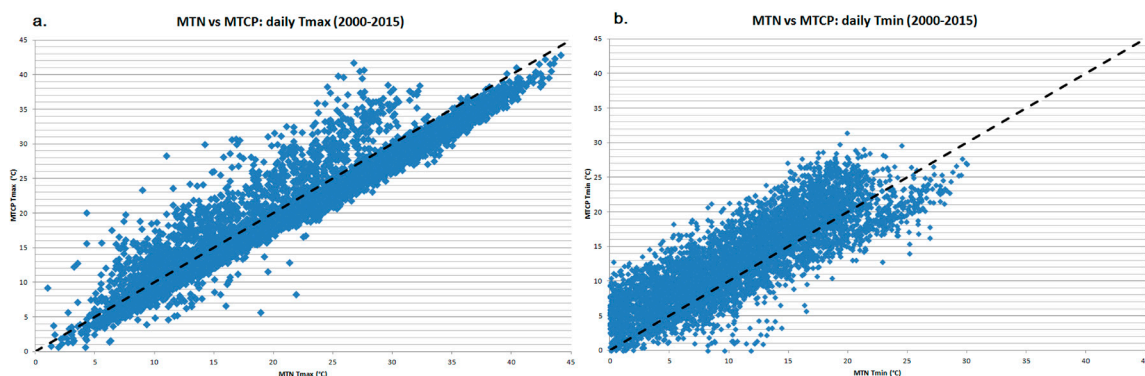 a.
MTN vs MTCP: daily Tmax (2000-2015)
MTCP Tmax (°C)
45
40
35
30
25
20
15
10
5
0
0 5 10 15 20 25 30 35 40 45
MTN Tmax (°C)
b.
MTN vs MTCP: daily Tmin (2000-2015)
MTCP Tmin (°C)
45
40
35
30
25
20
15
10
5
0
0 5 10 15 20 25 30 35 40 45
MTN Tmin (°C)